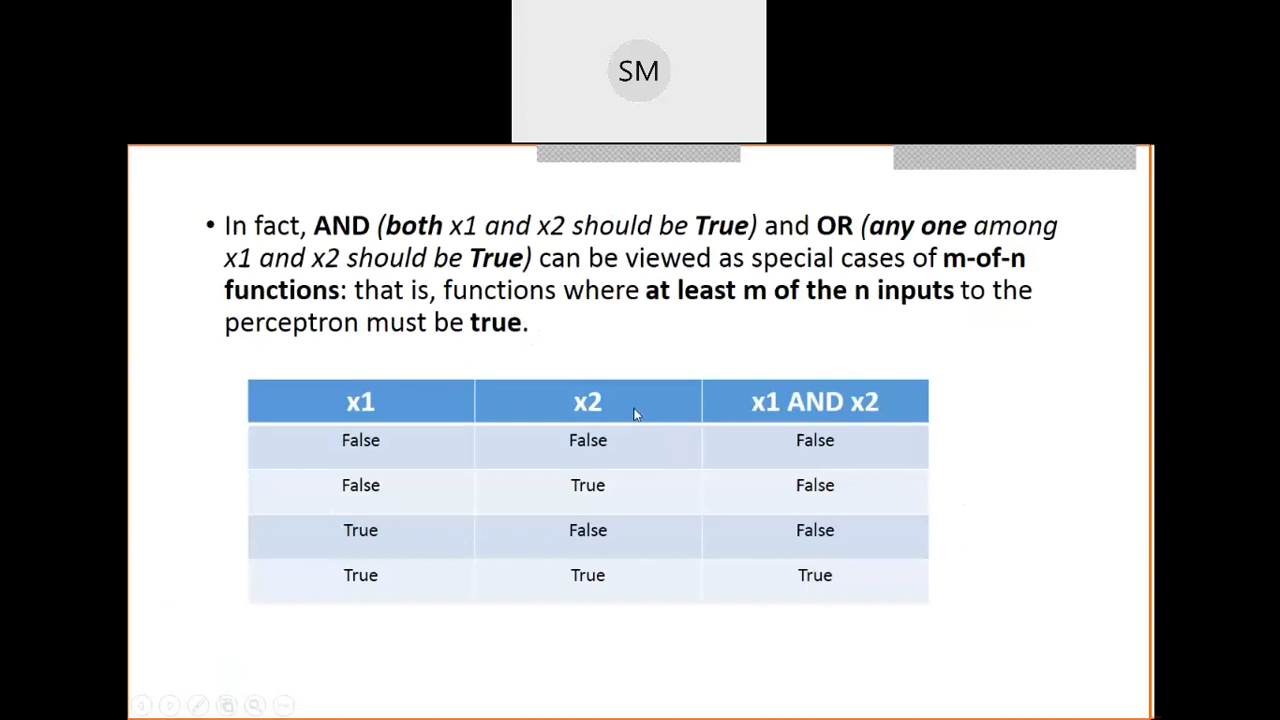 SM
• In fact, AND (both x1 and x2 should be True) and OR (any one among
x1 and x2 should be True) can be viewed as special cases of m-of-n
functions: that is, functions where at least m of the n inputs to the
perceptron must be true.
x1 x2 x1 AND x2
False False False
False True False
True False False
True True True